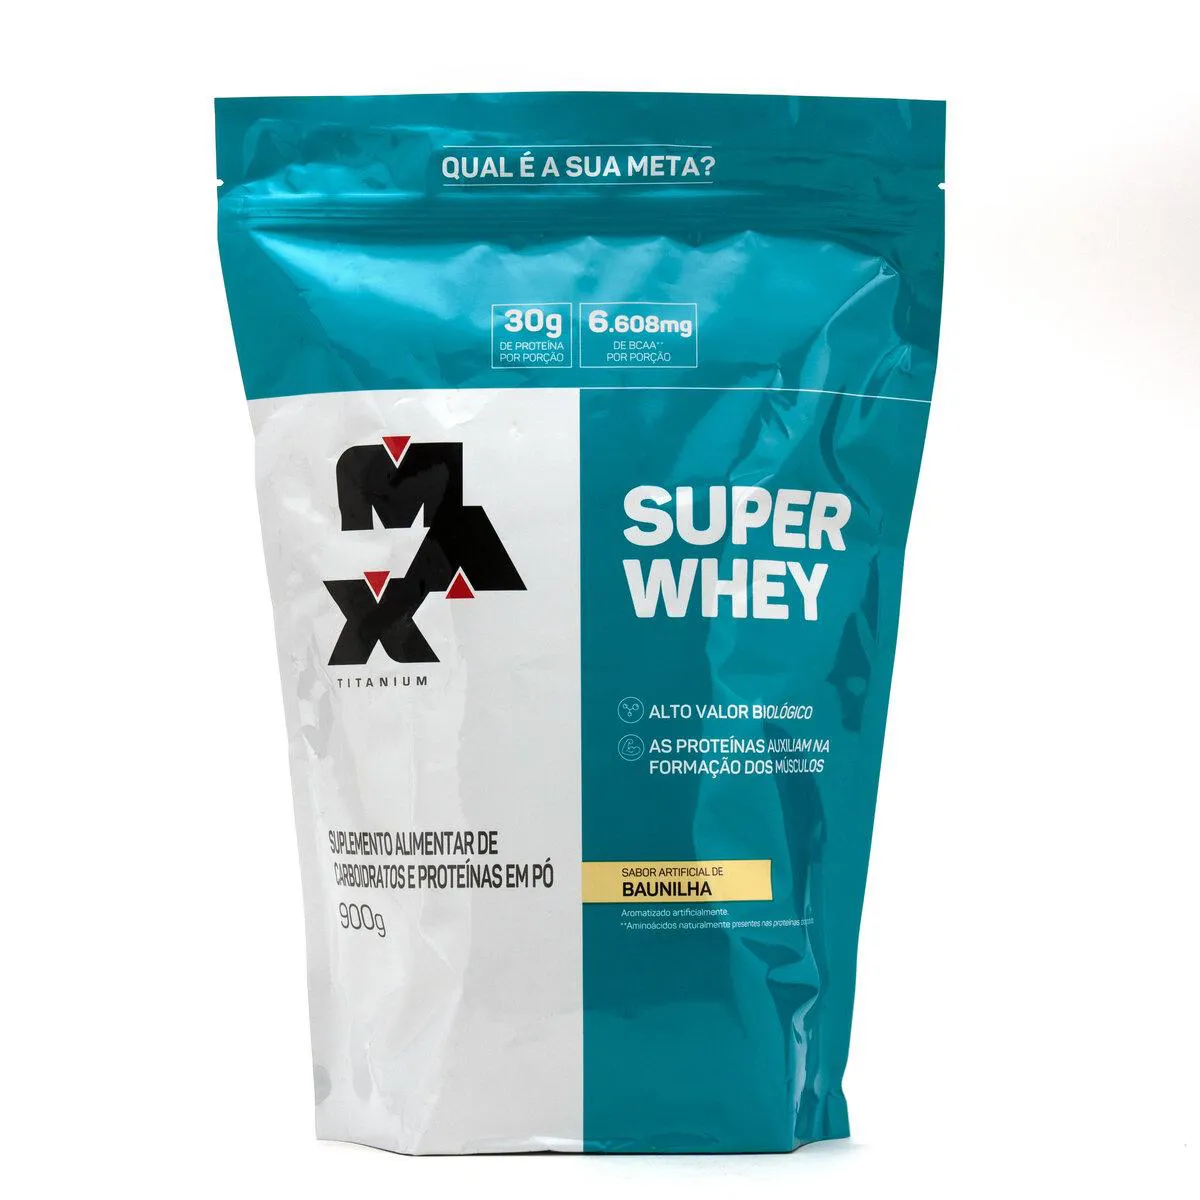 QUAL É A SUA META?
30g
DE PROTEÍNA
POR PORÇÃO
6.608mg
DE BCAA**
POR PORÇÃO
MAX
TITANIUM
SUPER
WHEY
ALTO VALOR BIOLÓGICO
AS PROTEÍNAS AUXILIAM NA
FORMAÇÃO DOS MÚSCULOS
SUPLEMENTO ALIMENTAR DE
CARBOIDRATOS E PROTEÍNAS EM PÓ
900g
SABOR ARTIFICIAL DE
BAUNILHA
Aromatizado artificialmente.
**Aminoácidos naturalmente presentes nas proteínas